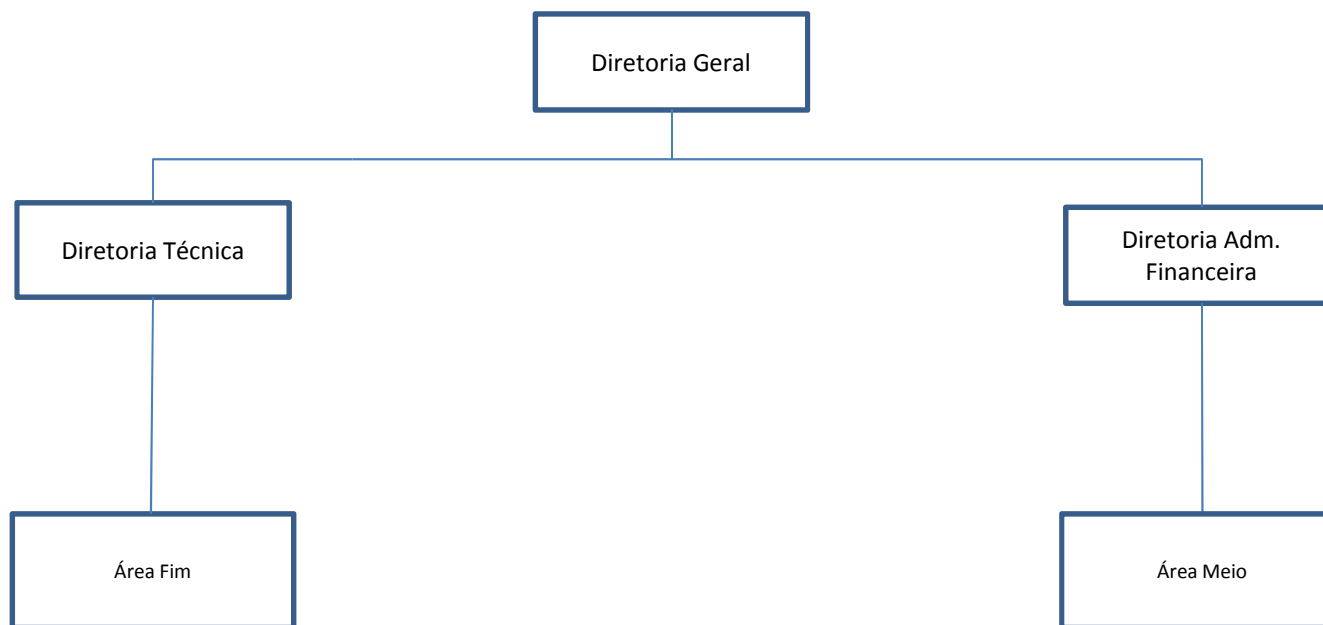 Diretoria Geral
Diretoria Técnica
Diretoria Adm.
Financeira
Área Fim
Área Meio